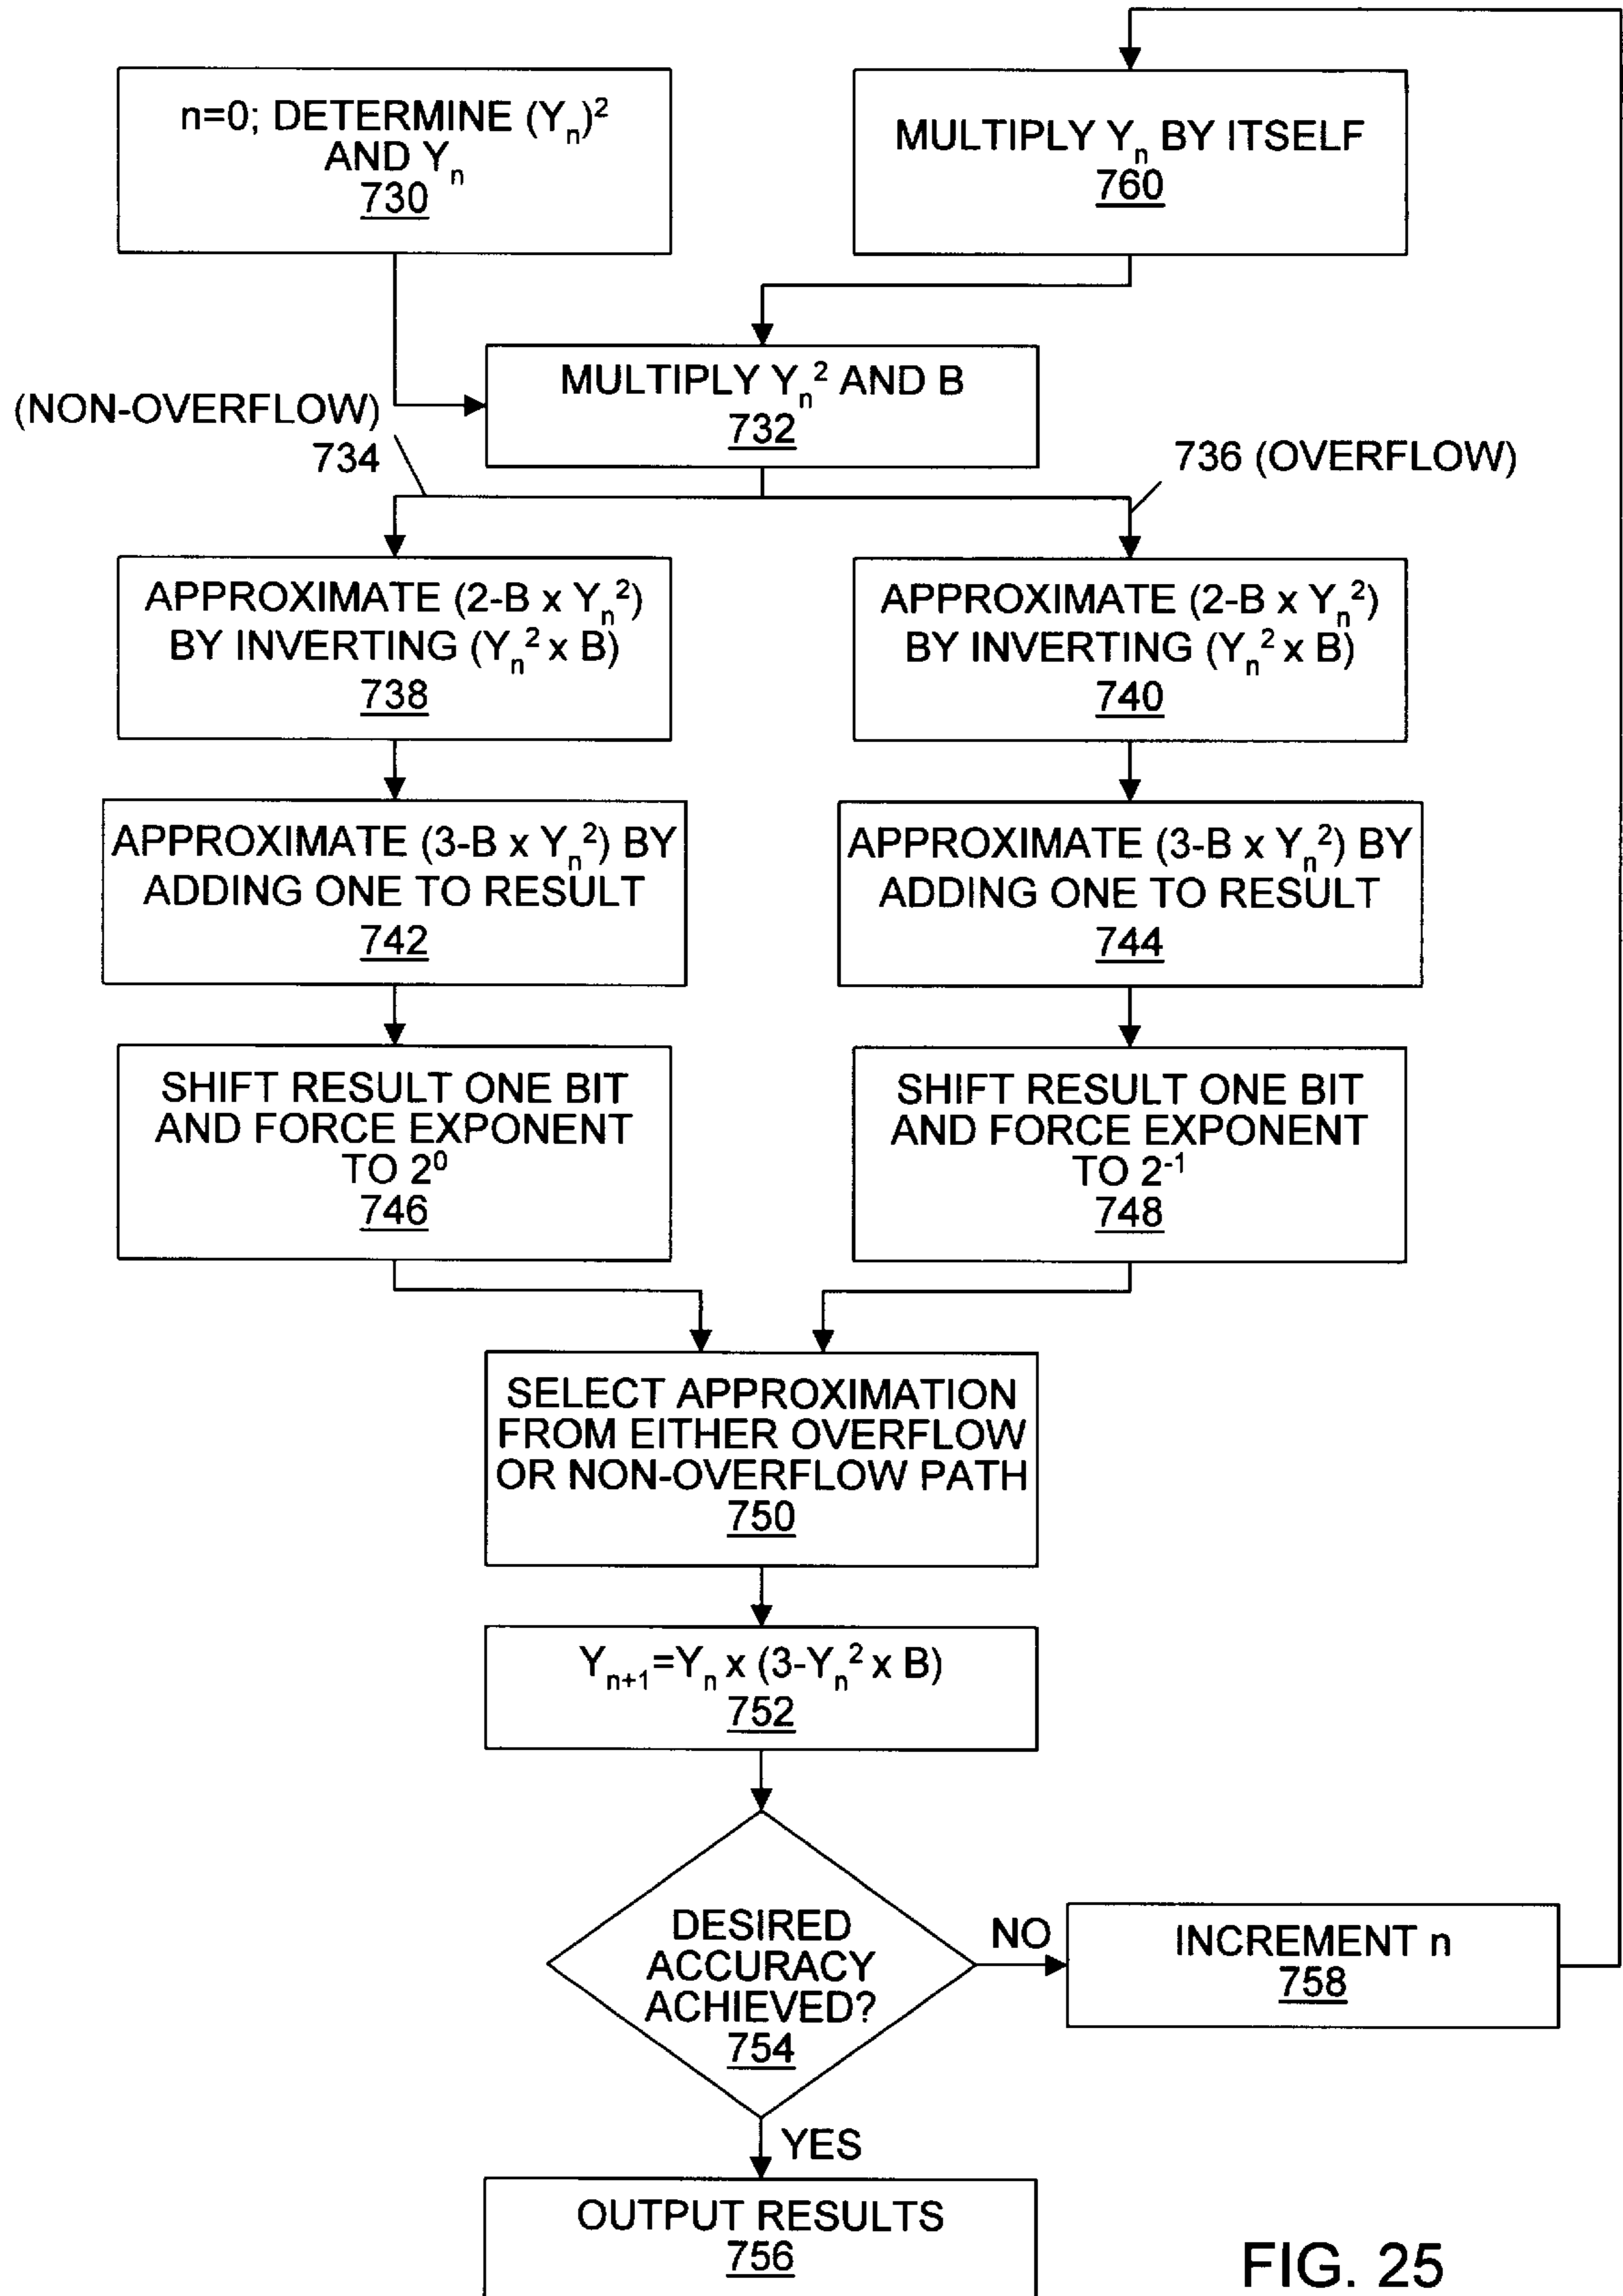 n=0; DETERMINE (Yₙ)²
AND Yₙ
730
MULTIPLY Yₙ BY ITSELF
760
MULTIPLY Yₙ² AND B
732
(NON-OVERFLOW)
734
736 (OVERFLOW)
APPROXIMATE (2-B x Yₙ²)
BY INVERTING (Yₙ² x B)
738
APPROXIMATE (2-B x Yₙ²)
BY INVERTING (Yₙ² x B)
740
APPROXIMATE (3-B x Yₙ²) BY
ADDING ONE TO RESULT
742
APPROXIMATE (3-B x Yₙ²) BY
ADDING ONE TO RESULT
744
SHIFT RESULT ONE BIT
AND FORCE EXPONENT
TO 2⁰
746
SHIFT RESULT ONE BIT
AND FORCE EXPONENT
TO 2⁻¹
748
SELECT APPROXIMATION
FROM EITHER OVERFLOW
OR NON-OVERFLOW PATH
750
Yₙ₊₁=Yₙ x (3-Yₙ² x B)
752
DESIRED
ACCURACY
ACHIEVED?
754
NO
INCREMENT n
758
YES
OUTPUT RESULTS
756
FIG. 25